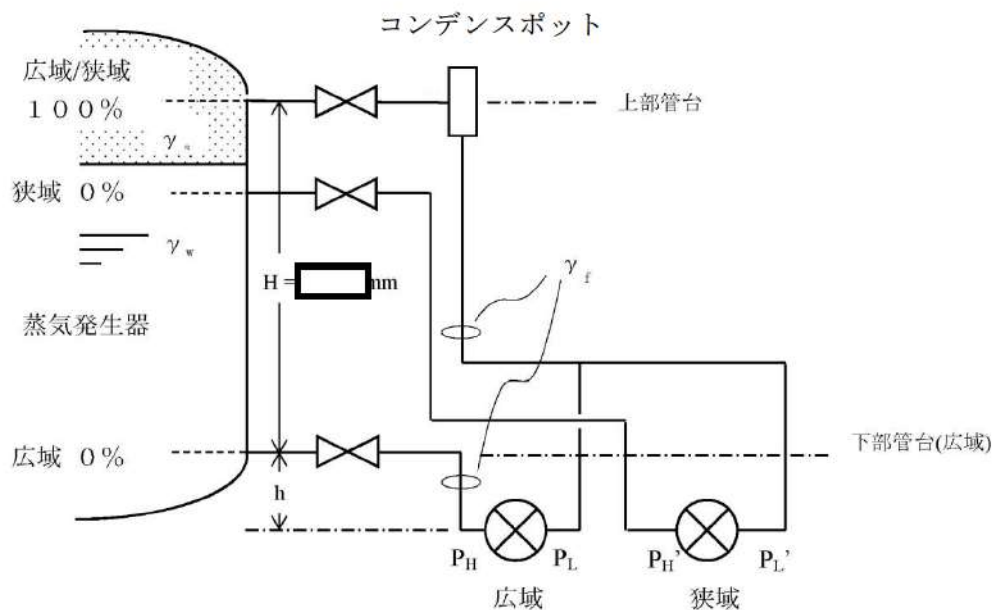 コンデンスポット
広域/狭域
100%
上部管台
狭域 0%
γw
H= mm
γf
蒸気発生器
広域 0%
下部管台(広域)
h
PH PL PH' PL'
広域 狭域